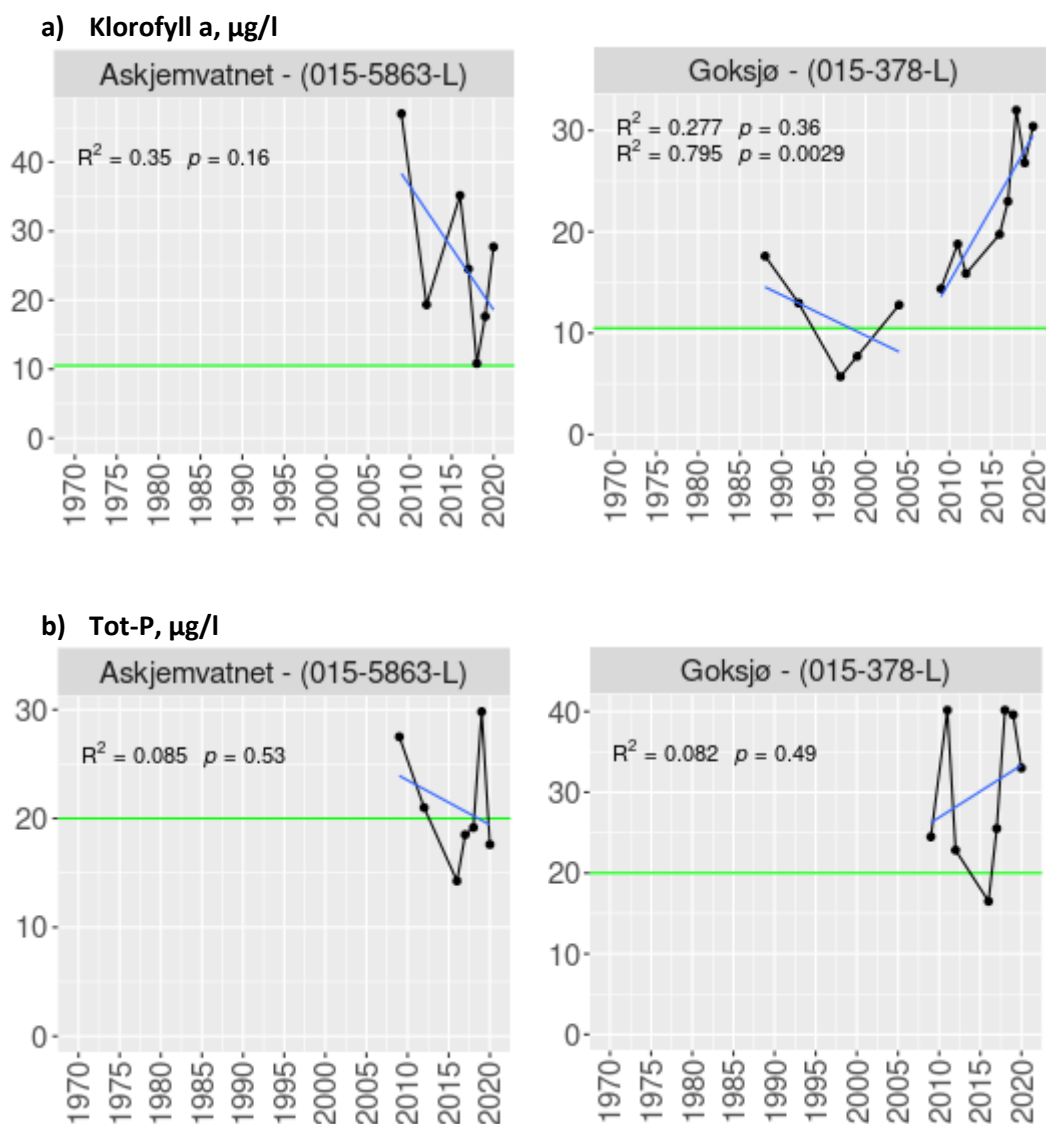 a) Klorofyll a, µg/l
Askjemvatnet - (015-5863-L)
R² = 0.35 p = 0.16
40
30
20
10
0
1970 1975 1980 1985 1990 1995 2000 2005 2010 2015 2020
Goksjø - (015-378-L)
R² = 0.277 p = 0.36
R² = 0.795 p = 0.0029
30
20
10
0
1970 1975 1980 1985 1990 1995 2000 2005 2010 2015 2020
b) Tot-P, µg/l
Askjemvatnet - (015-5863-L)
R² = 0.085 p = 0.53
30
20
10
0
1970 1975 1980 1985 1990 1995 2000 2005 2010 2015 2020
Goksjø - (015-378-L)
R² = 0.082 p = 0.49
40
30
20
10
0
1970 1975 1980 1985 1990 1995 2000 2005 2010 2015 2020